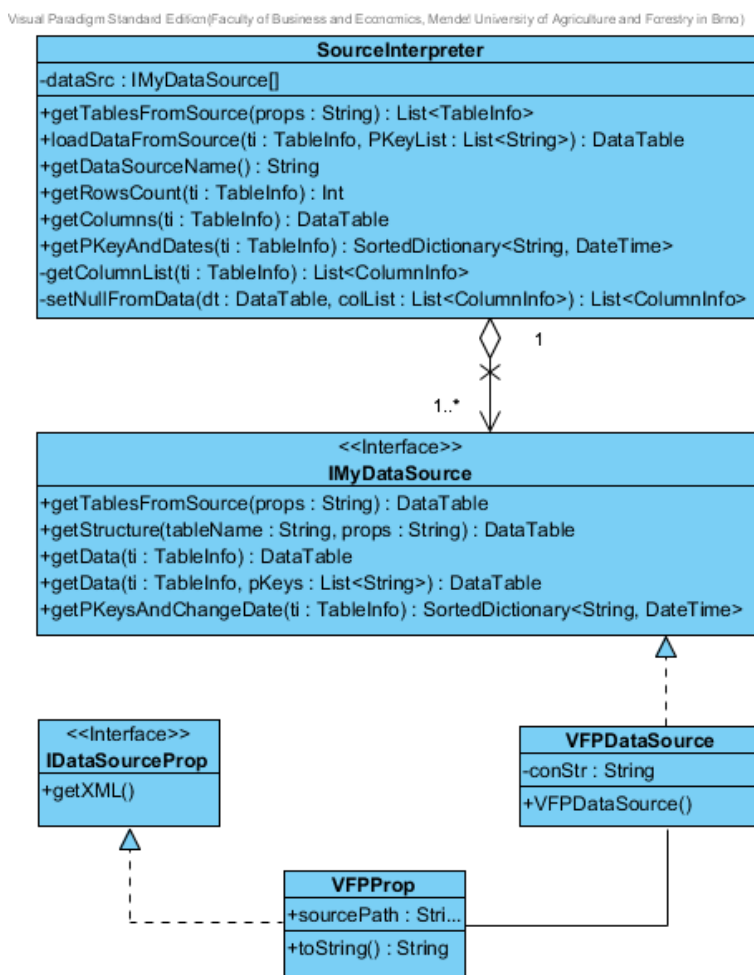 Visual Paradigm Standard Edition(Faculty of Business and Economics, Mendel University of Agriculture and Forestry in Brno)
SourceInterpreter
-dataSrc : IMyDataSource[]
+getTablesFromSource(props : String) : List<TableInfo>
+loadDataFromSource(ti : TableInfo, PKeyList : List<String>) : DataTable
+getDataSourceName() : String
+getRowsCount(ti : TableInfo) : Int
+getColumns(ti : TableInfo) : DataTable
+getPKeyAndDates(ti : TableInfo) : SortedDictionary<String, DateTime>
-getColumnList(ti : TableInfo) : List<ColumnInfo>
-setNullFromData(dt : DataTable, colList : List<ColumnInfo>) : List<ColumnInfo>
1
1..*
<<Interface>>
IMyDataSource
+getTablesFromSource(props : String) : DataTable
+getStructure(tableName : String, props : String) : DataTable
+getData(ti : TableInfo) : DataTable
+getData(ti : TableInfo, pKeys : List<String>) : DataTable
+getPKeysAndChangeDate(ti : TableInfo) : SortedDictionary<String, DateTime>
<<Interface>>
IDataSourceProp
+getXML()
VFPDataSource
-conStr : String
+VFPDataSource()
VFPProp
+sourcePath : Stri...
+toString() : String